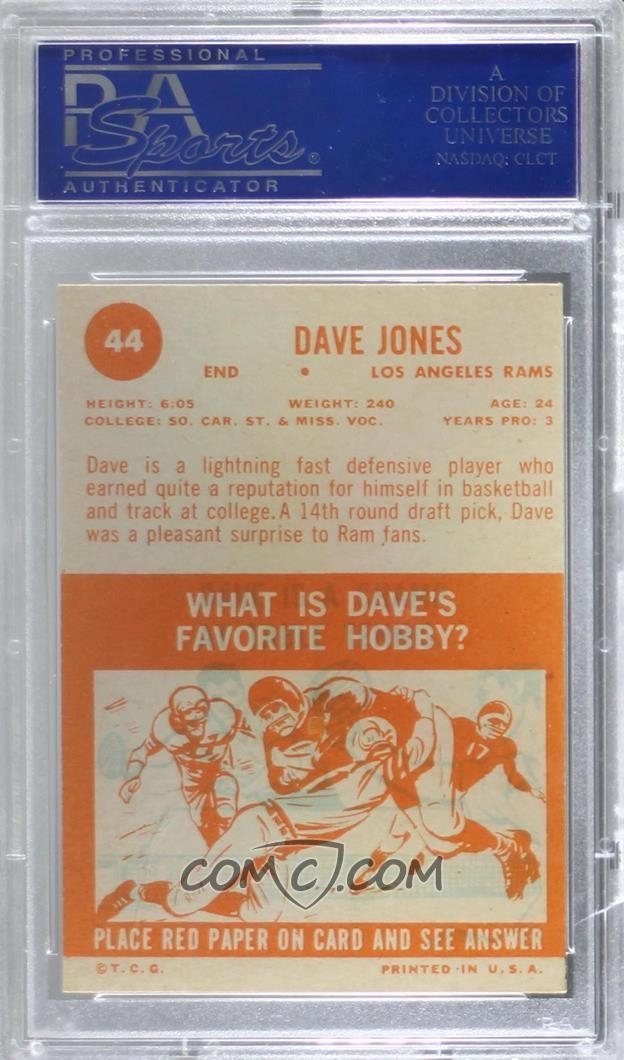 PROFESSIONAL
PSA
Sports®
AUTHENTICATOR
A
DIVISION OF
COLLECTORS
UNIVERSE
NASDAQ: CLCT
44
DAVE JONES
END • LOS ANGELES RAMS
HEIGHT: 6:05 WEIGHT: 240 AGE: 24
COLLEGE: SO. CAR. ST. & MISS. VOC. YEARS PRO: 3
Dave is a lightning fast defensive player who
earned quite a reputation for himself in basketball
and track at college. A 14th round draft pick, Dave
was a pleasant surprise to Ram fans.
WHAT IS DAVE'S
FAVORITE HOBBY?
17
COMC.COM
PLACE RED PAPER ON CARD AND SEE ANSWER
© T.C.G. PRINTED IN U.S.A.